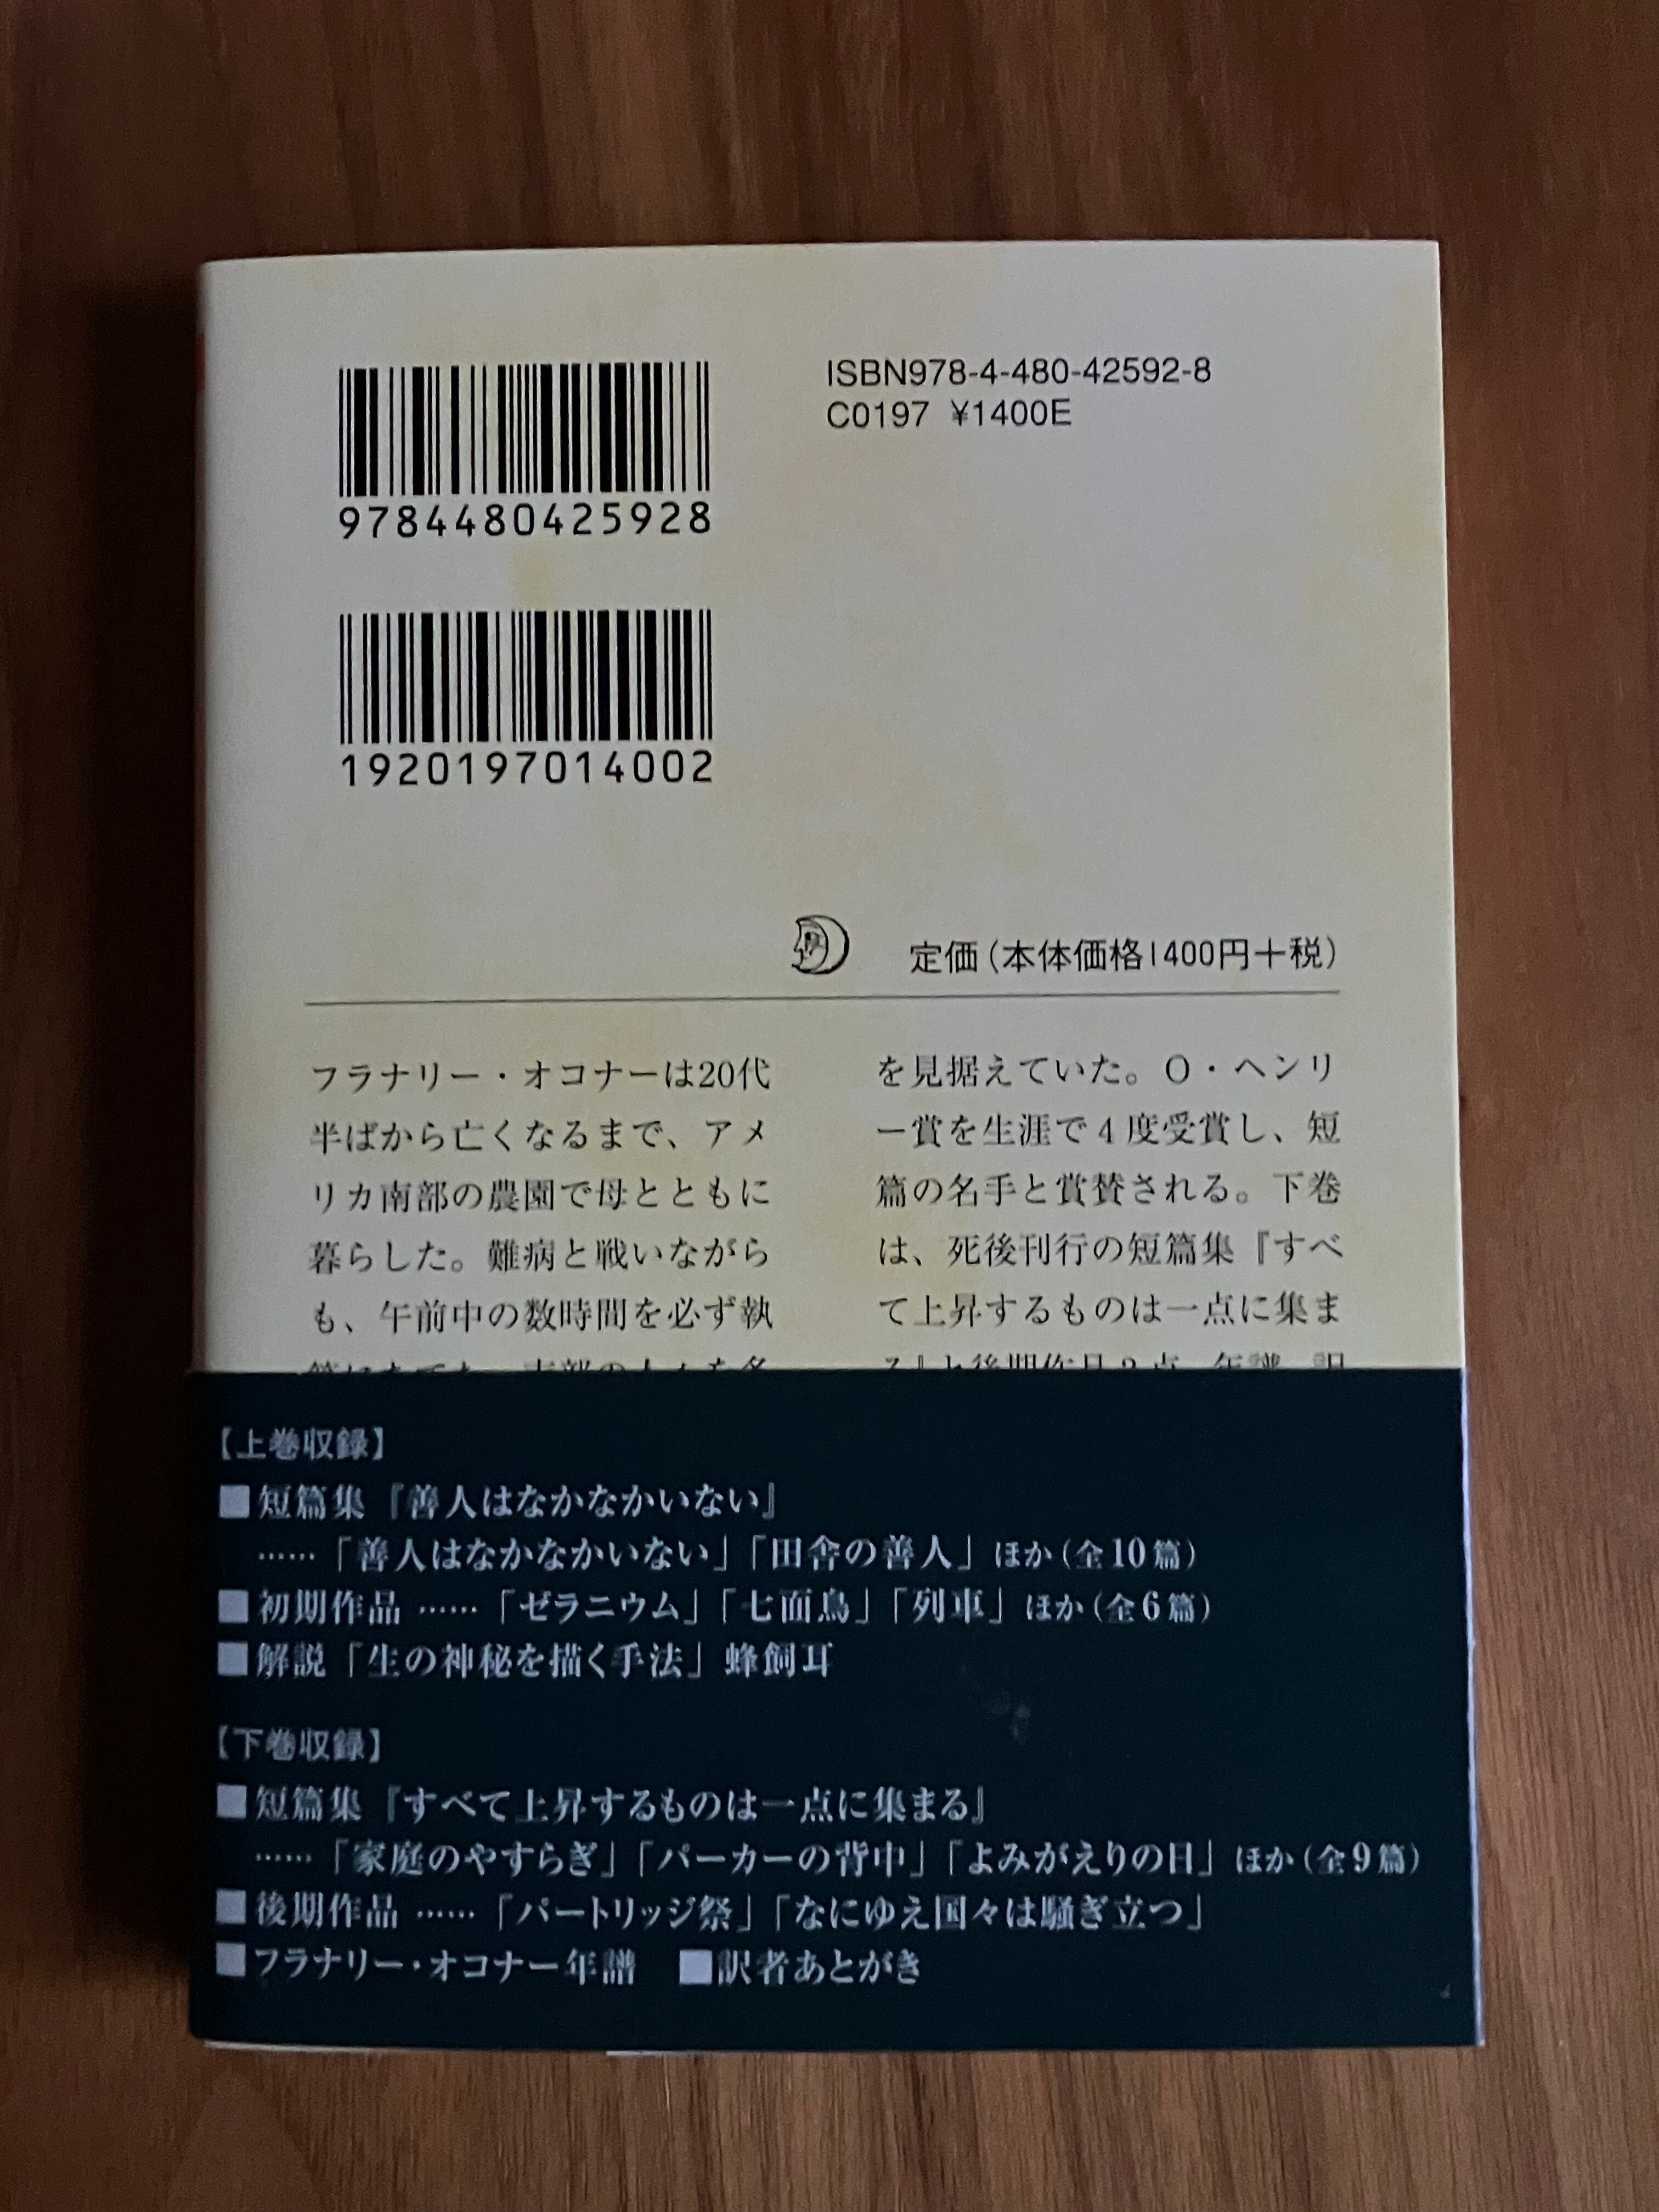 9784480425928
ISBN978-4-480-42592-8
C0197 ¥1400E
1920197014002
定価(本体価格1400円+税)
フラナリー・オコナーは20代
半ばから亡くなるまで、アメ
リカ南部の農園で母とともに
暮らした。難病と戦いながら
も、午前中の数時間を必ず執
を見据えていた。O・ヘンリ
ー賞を生涯で4度受賞し、短
篇の名手と賞賛される。下巻
は、死後刊行の短篇集『すべ
て上昇するものは一点に集ま
【上巻収録】
■短篇集『善人はなかなかいない』
……「善人はなかなかいない」「田舎の善人」ほか(全10篇)
■初期作品……「ゼラニウム」「七面鳥」「列車」ほか(全6篇)
■解説「生の神秘を描く手法」蜂飼耳
【下巻収録】
■短篇集『すべて上昇するものは一点に集まる』
……「家庭のやすらぎ」「パーカーの背中」「よみがえりの日」ほか(全9篇)
■後期作品……「パートリッジ祭」「なにゆえ国々は騒ぎ立つ」
■フラナリー・オコナー年譜 ■訳者あとがき